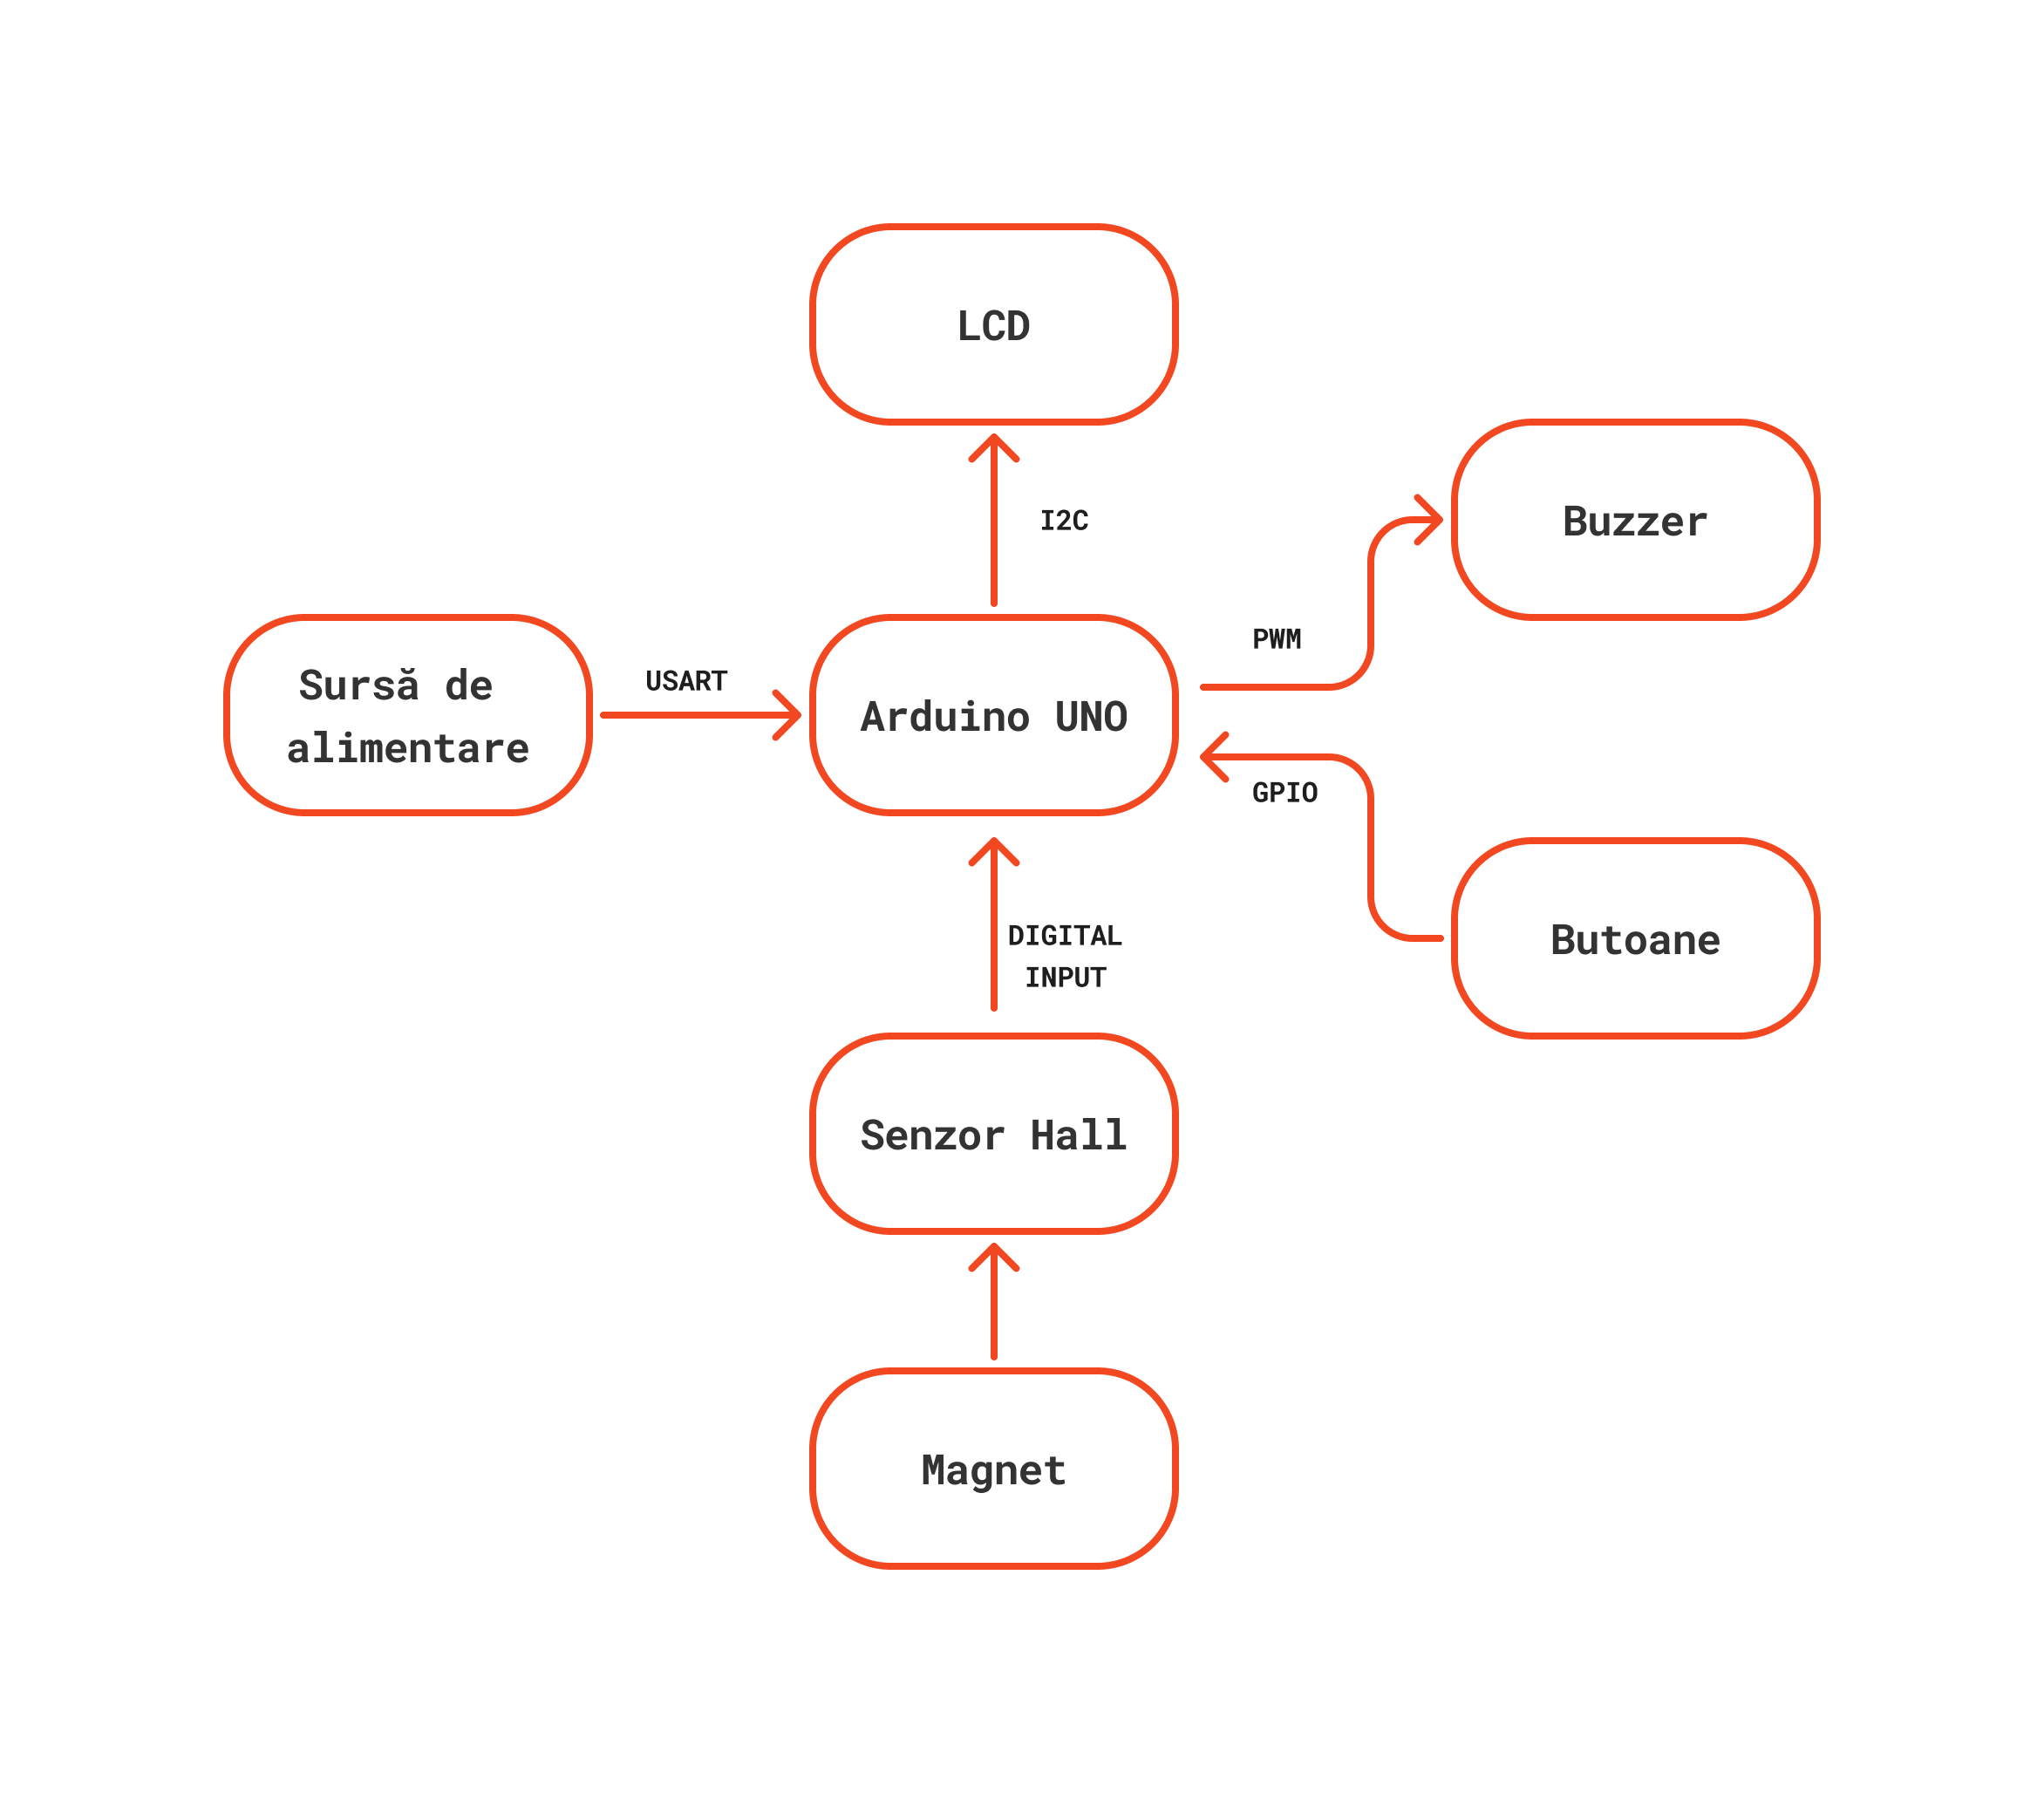 LCD
I2C
Buzzer
PWM
Sursă de
alimentare
USART
Arduino UNO
GPIO
DIGITAL
INPUT
Butoane
Senzor Hall
Magnet